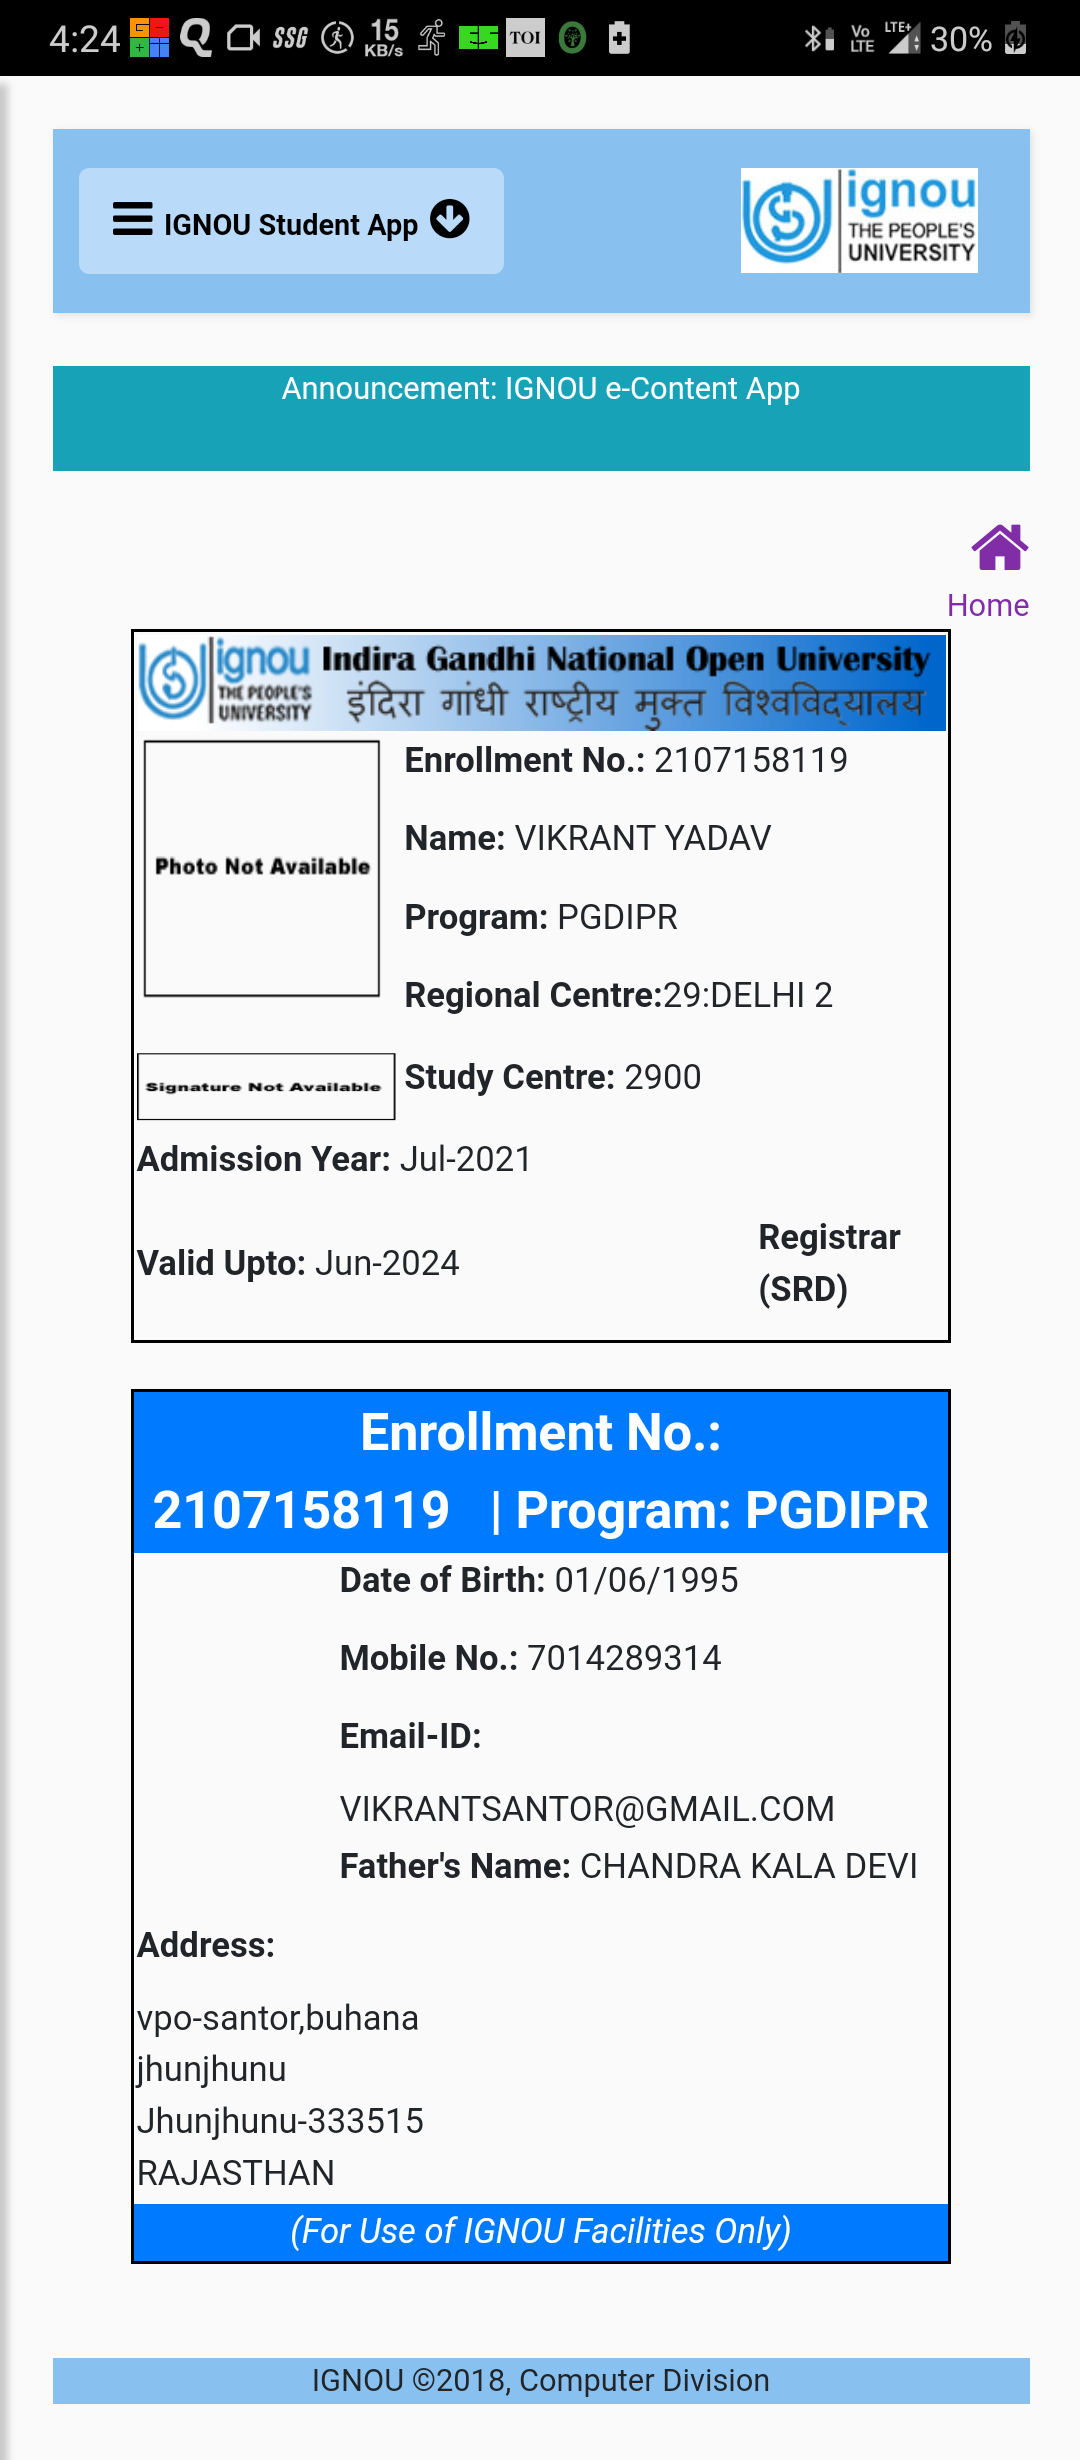 4:24 SSG 15 KB/s TOI Vo LTE LTE+ 30%
IGNOU Student App
ignou
THE PEOPLE'S
UNIVERSITY
Announcement: IGNOU e-Content App
Home
ignou
THE PEOPLE'S
UNIVERSITY
Indira Gandhi National Open University
इंदिरा गांधी राष्ट्रीय मुक्त विश्वविद्यालय
Photo Not Available
Enrollment No.: 2107158119
Name: VIKRANT YADAV
Program: PGDIPR
Regional Centre:29:DELHI 2
Signature Not Available
Study Centre: 2900
Admission Year: Jul-2021
Valid Upto: Jun-2024
Registrar
(SRD)
Enrollment No.:
2107158119 | Program: PGDIPR
Date of Birth: 01/06/1995
Mobile No.: 7014289314
Email-ID:
VIKRANTSANTOR@GMAIL.COM
Father's Name: CHANDRA KALA DEVI
Address:
vpo-santor,buhana
jhunjhunu
Jhunjhunu-333515
RAJASTHAN
(For Use of IGNOU Facilities Only)
IGNOU ©2018, Computer Division